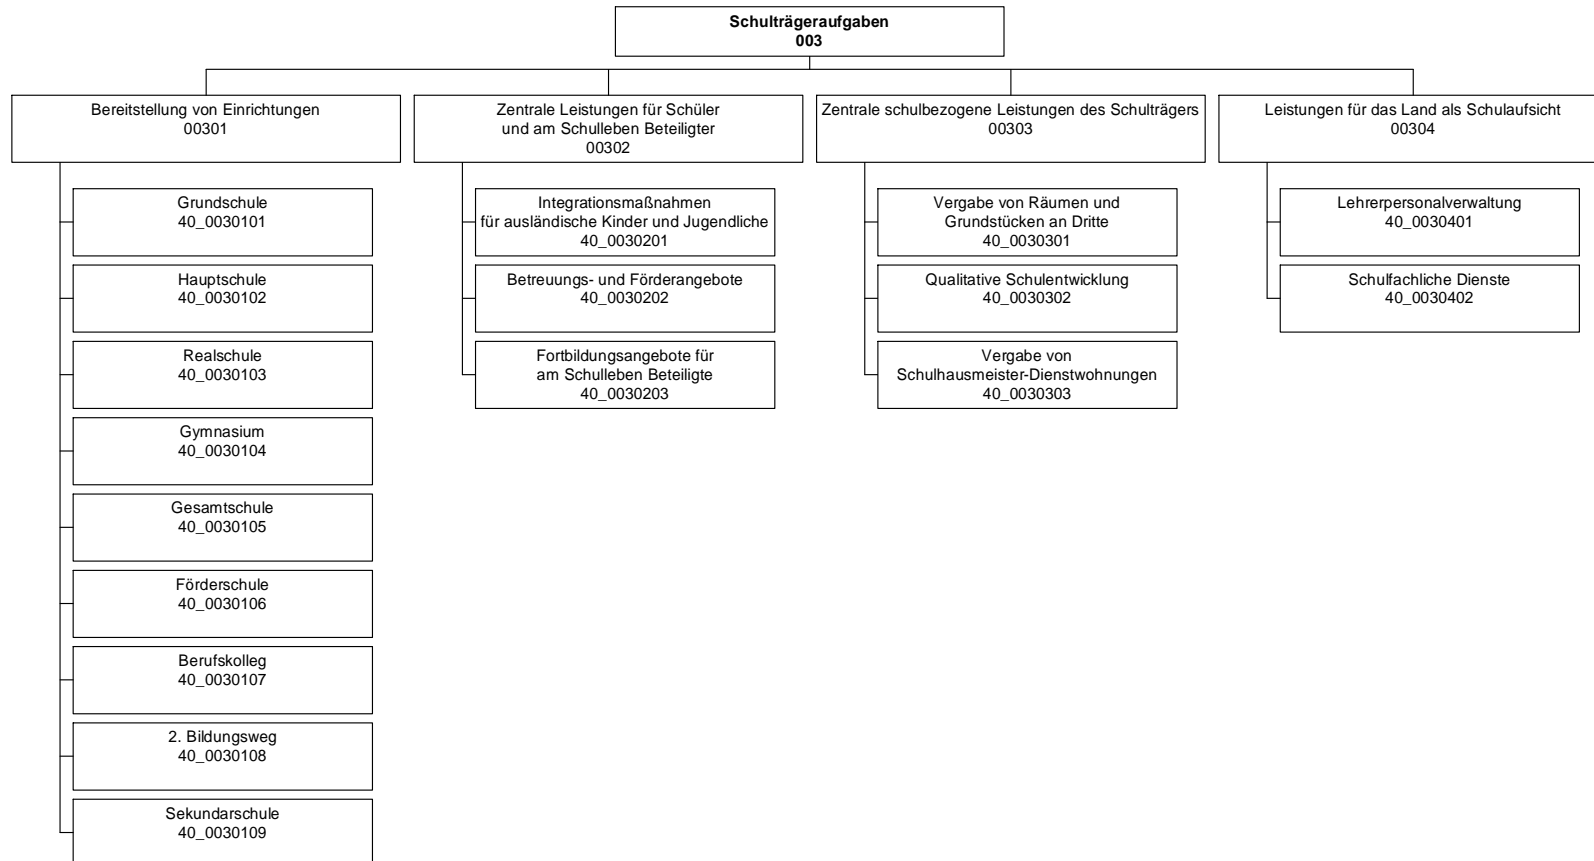 Schulträgeraufgaben
003
Bereitstellung von Einrichtungen
00301
Grundschule
40_0030101
Hauptschule
40_0030102
Realschule
40_0030103
Gymnasium
40_0030104
Gesamtschule
40_0030105
Förderschule
40_0030106
Berufskolleg
40_0030107
2. Bildungsweg
40_0030108
Sekundarschule
40_0030109
Zentrale Leistungen für Schüler
und am Schulleben Beteiligter
00302
Integrationsmaßnahmen
für ausländische Kinder und Jugendliche
40_0030201
Betreuungs- und Förderangebote
40_0030202
Fortbildungsangebote für
am Schulleben Beteiligte
40_0030203
Zentrale schulbezogene Leistungen des Schulträgers
00303
Vergabe von Räumen und
Grundstücken an Dritte
40_0030301
Qualitative Schulentwicklung
40_0030302
Vergabe von
Schulhausmeister-Dienstwohnungen
40_0030303
Leistungen für das Land als Schulaufsicht
00304
Lehrerpersonalverwaltung
40_0030401
Schulfachliche Dienste
40_0030402